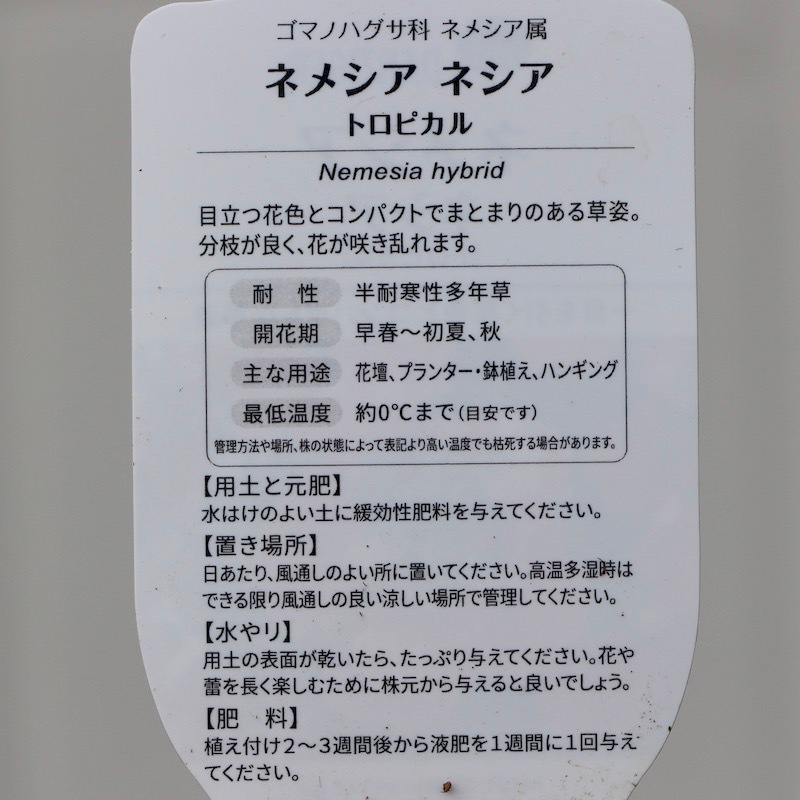 ゴマノハグサ科 ネメシア属
ネメシア ネシア
トロピカル
Nemesia hybrid
目立つ花色とコンパクトでまとまりのある草姿。
分枝が良く、花が咲き乱れます。
耐　性 半耐寒性多年草
開花期 早春～初夏、秋
主な用途 花壇、プランター・鉢植え、ハンギング
最低温度 約0℃まで（目安です）
管理方法や場所、株の状態によって表記より高い温度でも枯死する場合があります。
【用土と元肥】
水はけのよい土に緩効性肥料を与えてください。
【置き場所】
日あたり、風通しのよい所に置いてください。高温多湿時は
できる限り風通しの良い涼しい場所で管理してください。
【水やり】
用土の表面が乾いたら、たっぷり与えてください。花や
蕾を長く楽しむために株元から与えると良いでしょう。
【肥　料】
植え付け2～3週間後から液肥を1週間に1回与え
てください。